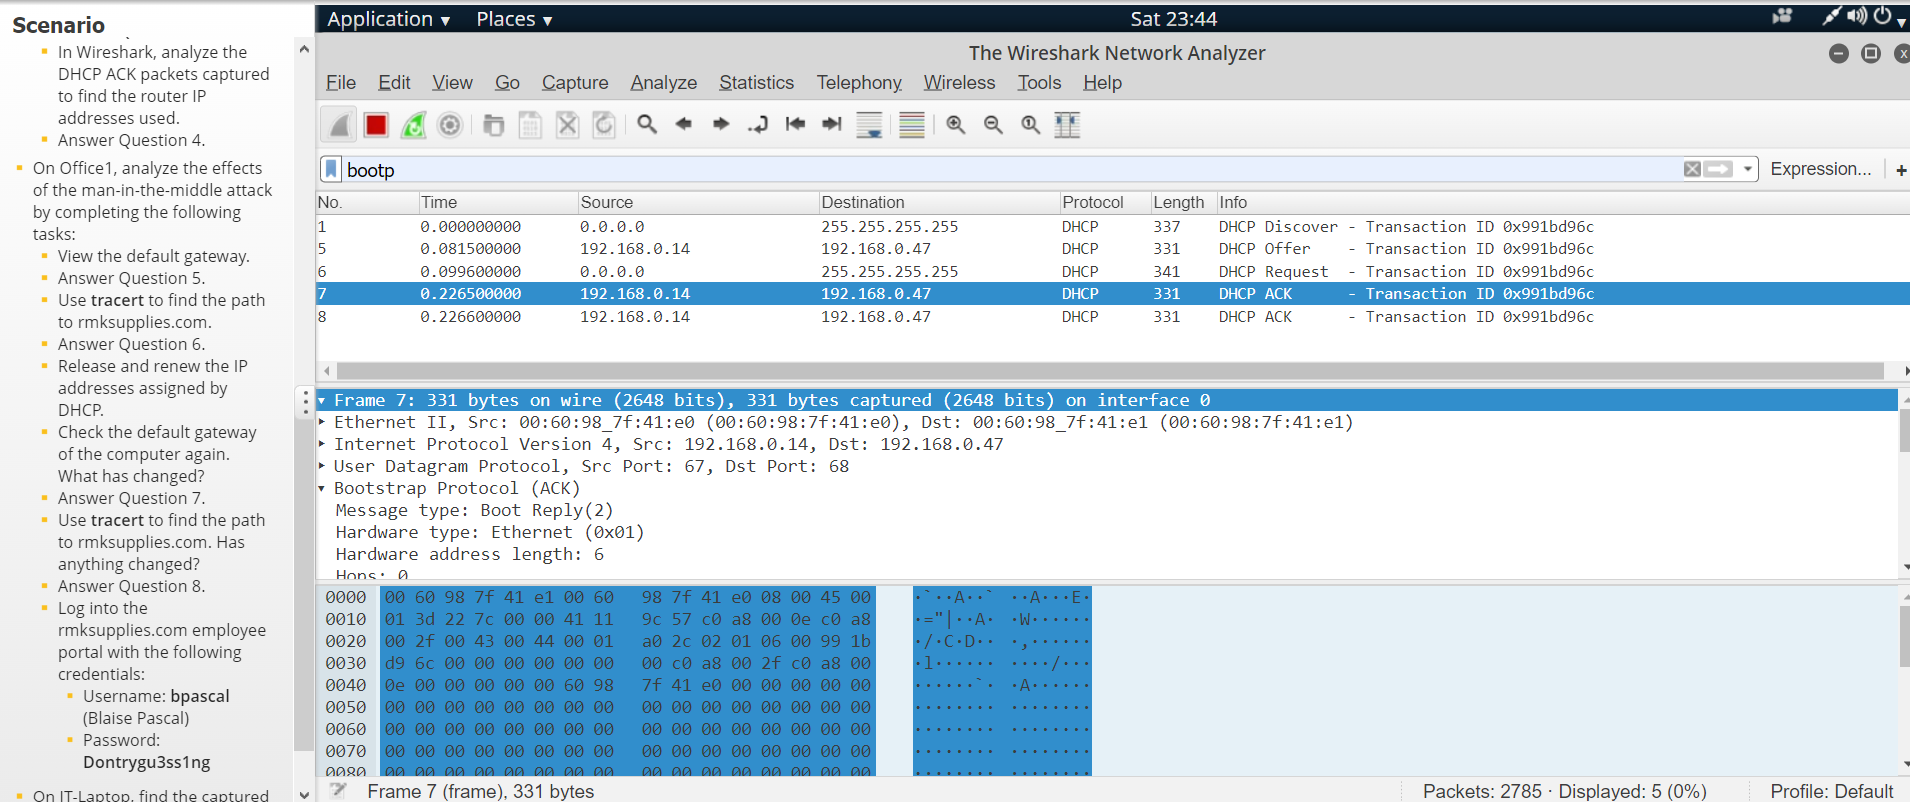 Scenario
In Wireshark, analyze the
DHCP ACK packets captured
to find the router IP
addresses used.
Answer Question 4.
On Office1, analyze the effects
of the man-in-the-middle attack
by completing the following
tasks:
View the default gateway.
Answer Question 5.
Use tracert to find the path
to rmksupplies.com.
Answer Question 6.
Release and renew the IP
addresses assigned by
DHCP.
Check the default gateway
of the computer again.
What has changed?
Answer Question 7.
Use tracert to find the path
to rmksupplies.com. Has
anything changed?
Answer Question 8.
Log into the
rmksupplies.com employee
portal with the following
credentials:
Username: bpascal
(Blaise Pascal)
Password:
Dontrygu3ss1ng
On IT-Laptop, find the captured
Application Places Sat 23:44
The Wireshark Network Analyzer
File Edit View Go Capture Analyze Statistics Telephony Wireless Tools Help
bootp Expression... +
No. Time Source Destination Protocol Length Info
1 0.000000000 0.0.0.0 255.255.255.255 DHCP 337 DHCP Discover - Transaction ID 0x991bd96c
5 0.081500000 192.168.0.14 192.168.0.47 DHCP 331 DHCP Offer - Transaction ID 0x991bd96c
6 0.099600000 0.0.0.0 255.255.255.255 DHCP 341 DHCP Request - Transaction ID 0x991bd96c
7 0.226500000 192.168.0.14 192.168.0.47 DHCP 331 DHCP ACK - Transaction ID 0x991bd96c
8 0.226600000 192.168.0.14 192.168.0.47 DHCP 331 DHCP ACK - Transaction ID 0x991bd96c
Frame 7: 331 bytes on wire (2648 bits), 331 bytes captured (2648 bits) on interface 0
Ethernet II, Src: 00:60:98_7f:41:e0 (00:60:98:7f:41:e0), Dst: 00:60:98_7f:41:e1 (00:60:98:7f:41:e1)
Internet Protocol Version 4, Src: 192.168.0.14, Dst: 192.168.0.47
User Datagram Protocol, Src Port: 67, Dst Port: 68
Bootstrap Protocol (ACK)
Message type: Boot Reply(2)
Hardware type: Ethernet (0x01)
Hardware address length: 6
Hops: 0
0000 00 60 98 7f 41 e1 00 60 98 7f 41 e0 08 00 45 00 ·`··A··` ··A···E·
0010 01 3d 22 7c 00 00 41 11 9c 57 c0 a8 00 0e c0 a8 ·="|··A· ·W······
0020 00 2f 00 43 00 44 00 01 a0 2c 02 01 06 00 99 1b ·/·C·D·· ·,······
0030 d9 6c 00 00 00 00 00 00 00 c0 a8 00 2f c0 a8 00 ·l······ ····/···
0040 0e 00 00 00 00 00 60 98 7f 41 e0 00 00 00 00 00 ······`· ·A······
0050 00 00 00 00 00 00 00 00 00 00 00 00 00 00 00 00 ········ ········
0060 00 00 00 00 00 00 00 00 00 00 00 00 00 00 00 00 ········ ········
0070 00 00 00 00 00 00 00 00 00 00 00 00 00 00 00 00 ········ ········
0080 00 00 00 00 00 00 00 00 00 00 00 00 00 00 00 00 ········ ········
Frame 7 (frame), 331 bytes Packets: 2785 · Displayed: 5 (0%) Profile: Default